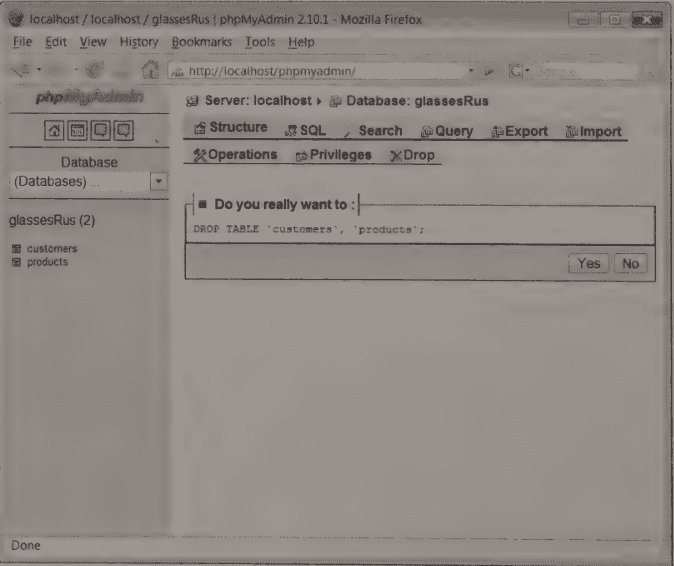 localhost / localhost / glassesRus | phpMyAdmin 2.10.1 - Mozilla Firefox
File Edit View History Bookmarks Tools Help
http://localhost/phpmyadmin/
phpMyAdmin
Server: localhost Database: glassesRus
Structure SQL Search Query Export Import
Operations Privileges Drop
Database
(Databases) ...
glassesRus (2)
customers
products
Do you really want to :
DROP TABLE `customers`, `products`;
Yes No
Done